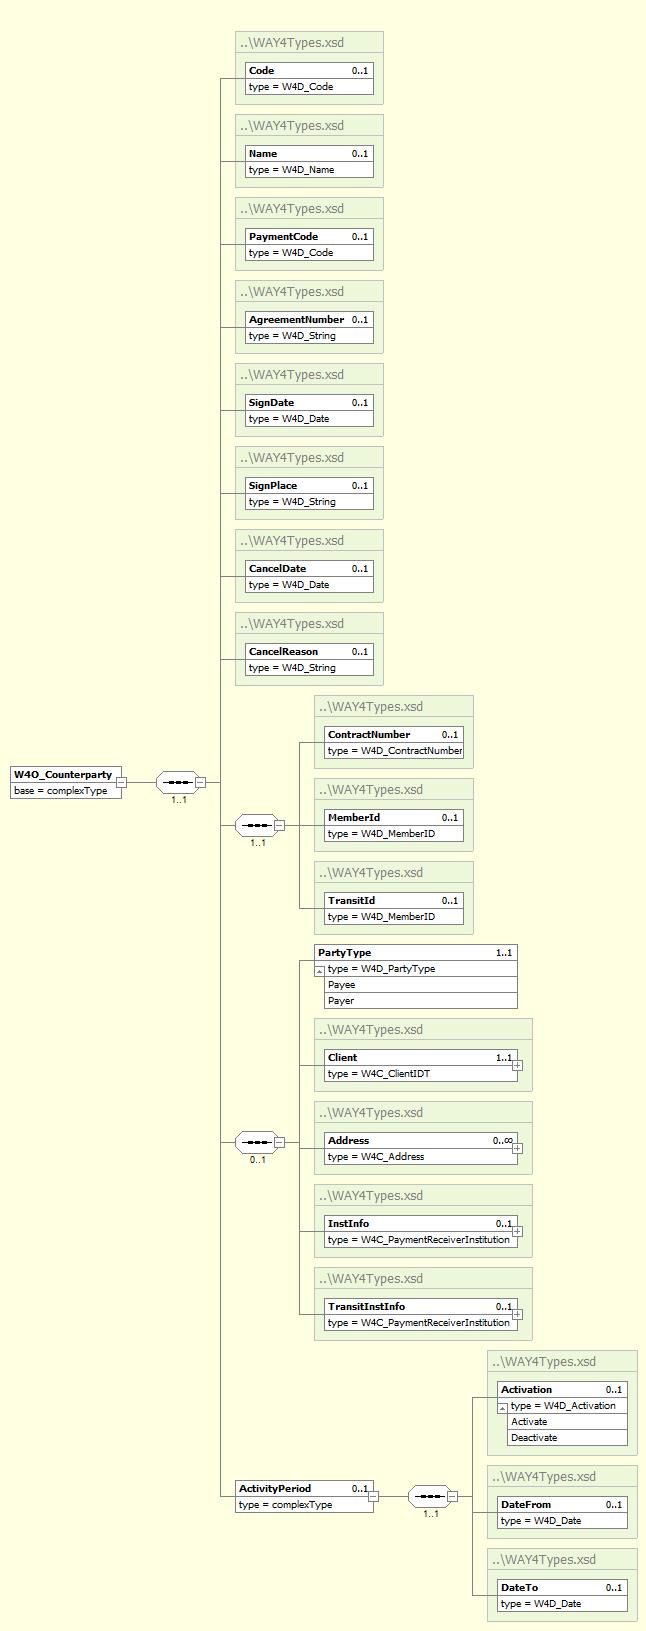 ..\WAY4Types.xsd
Code 0..1
type = W4D_Code
..\WAY4Types.xsd
Name 0..1
type = W4D_Name
..\WAY4Types.xsd
PaymentCode 0..1
type = W4D_Code
..\WAY4Types.xsd
AgreementNumber 0..1
type = W4D_String
..\WAY4Types.xsd
SignDate 0..1
type = W4D_Date
..\WAY4Types.xsd
SignPlace 0..1
type = W4D_String
..\WAY4Types.xsd
CancelDate 0..1
type = W4D_Date
..\WAY4Types.xsd
CancelReason 0..1
type = W4D_String
W4O_Counterparty
base = complexType
1..1
..\WAY4Types.xsd
ContractNumber 0..1
type = W4D_ContractNumber
..\WAY4Types.xsd
MemberId 0..1
type = W4D_MemberID
1..1
..\WAY4Types.xsd
TransitId 0..1
type = W4D_MemberID
PartyType 1..1
type = W4D_PartyType
Payee
Payer
..\WAY4Types.xsd
Client 1..1
type = W4C_ClientIDT
..\WAY4Types.xsd
Address 0..∞
type = W4C_Address
0..1
..\WAY4Types.xsd
InstInfo 0..1
type = W4C_PaymentReceiverInstitution
..\WAY4Types.xsd
TransitInstInfo 0..1
type = W4C_PaymentReceiverInstitution
..\WAY4Types.xsd
Activation 0..1
type = W4D_Activation
Activate
Deactivate
ActivityPeriod 0..1
type = complexType
1..1
..\WAY4Types.xsd
DateFrom 0..1
type = W4D_Date
..\WAY4Types.xsd
DateTo 0..1
type = W4D_Date